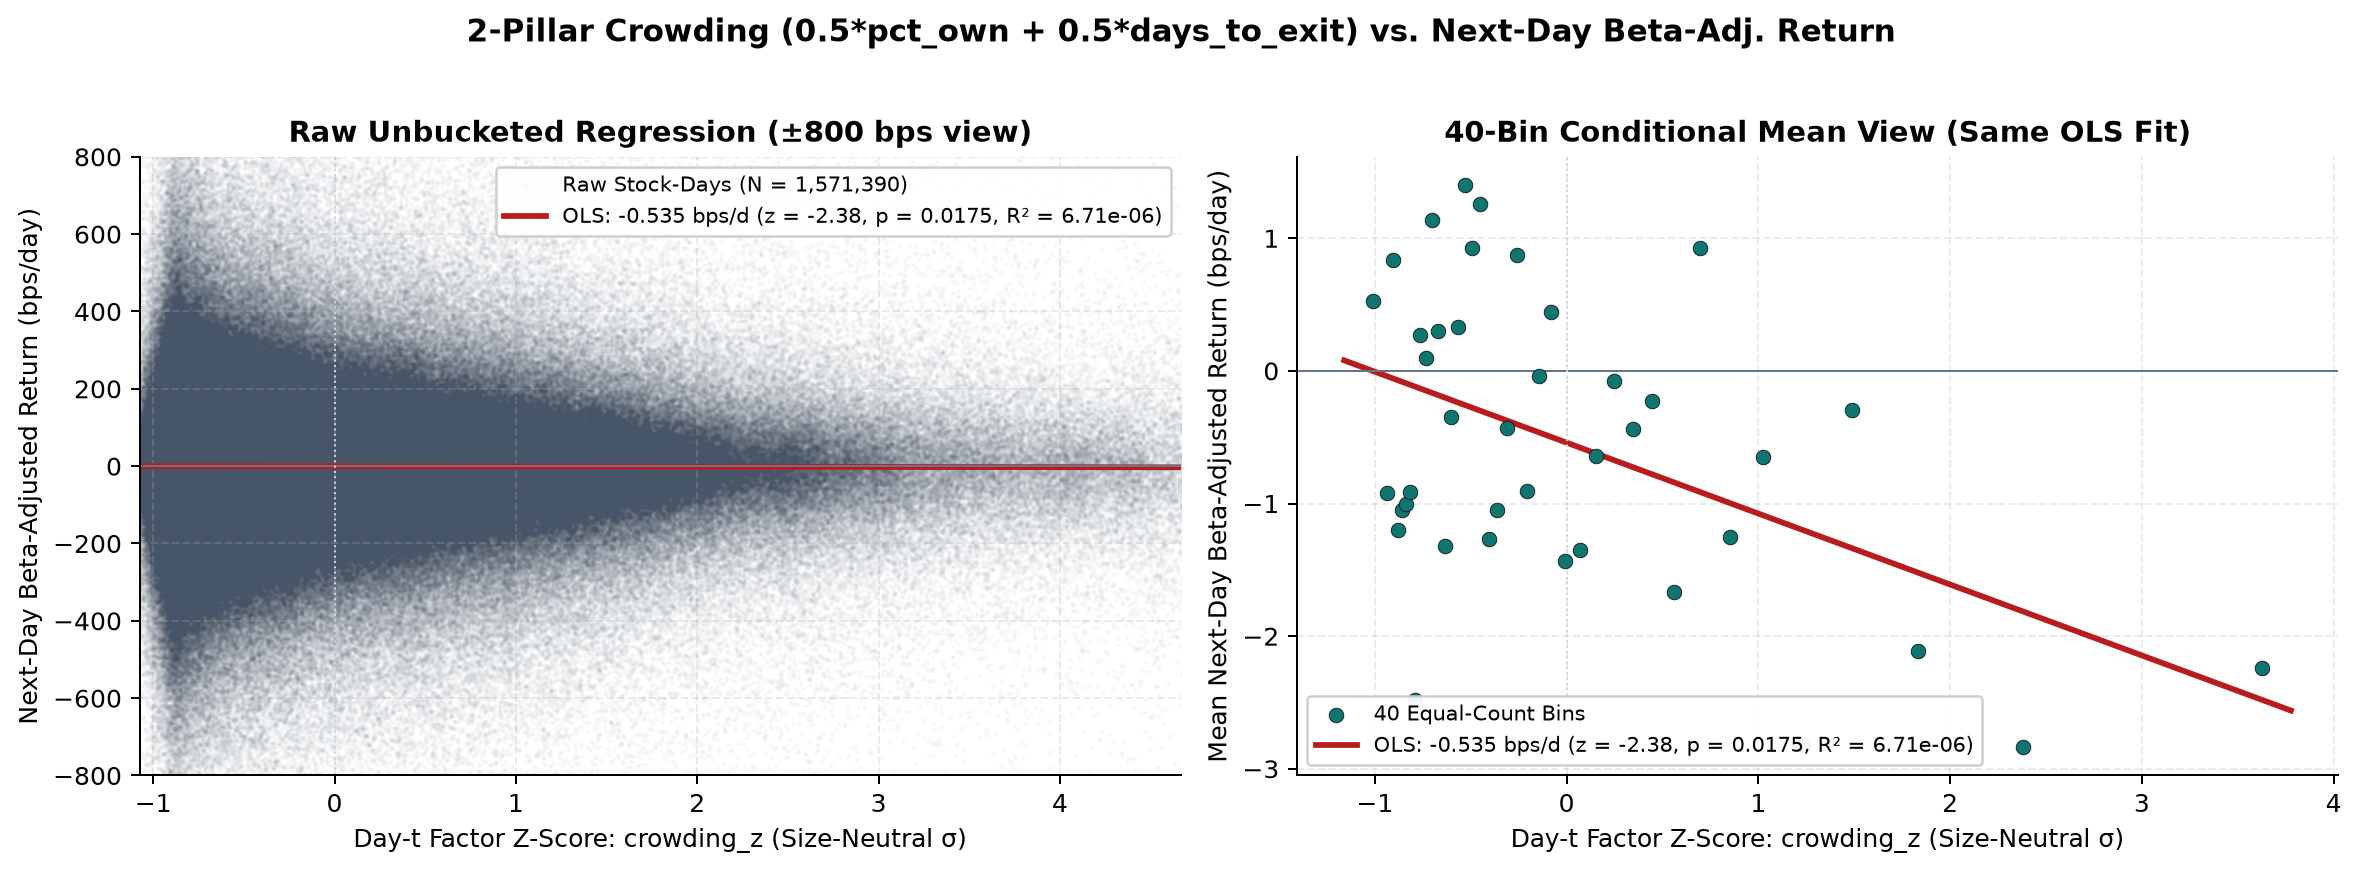 2-Pillar Crowding (0.5*pct_own + 0.5*days_to_exit) vs. Next-Day Beta-Adj. Return
Raw Unbucketed Regression (±800 bps view)
Next-Day Beta-Adjusted Return (bps/day)
800
600
400
200
0
−200
−400
−600
−800
Raw Stock-Days (N = 1,571,390)
OLS: -0.535 bps/d (z = -2.38, p = 0.0175, R² = 6.71e-06)
−1 0 1 2 3 4
Day-t Factor Z-Score: crowding_z (Size-Neutral σ)
40-Bin Conditional Mean View (Same OLS Fit)
Mean Next-Day Beta-Adjusted Return (bps/day)
1
0
−1
−2
−3
40 Equal-Count Bins
OLS: -0.535 bps/d (z = -2.38, p = 0.0175, R² = 6.71e-06)
−1 0 1 2 3 4
Day-t Factor Z-Score: crowding_z (Size-Neutral σ)